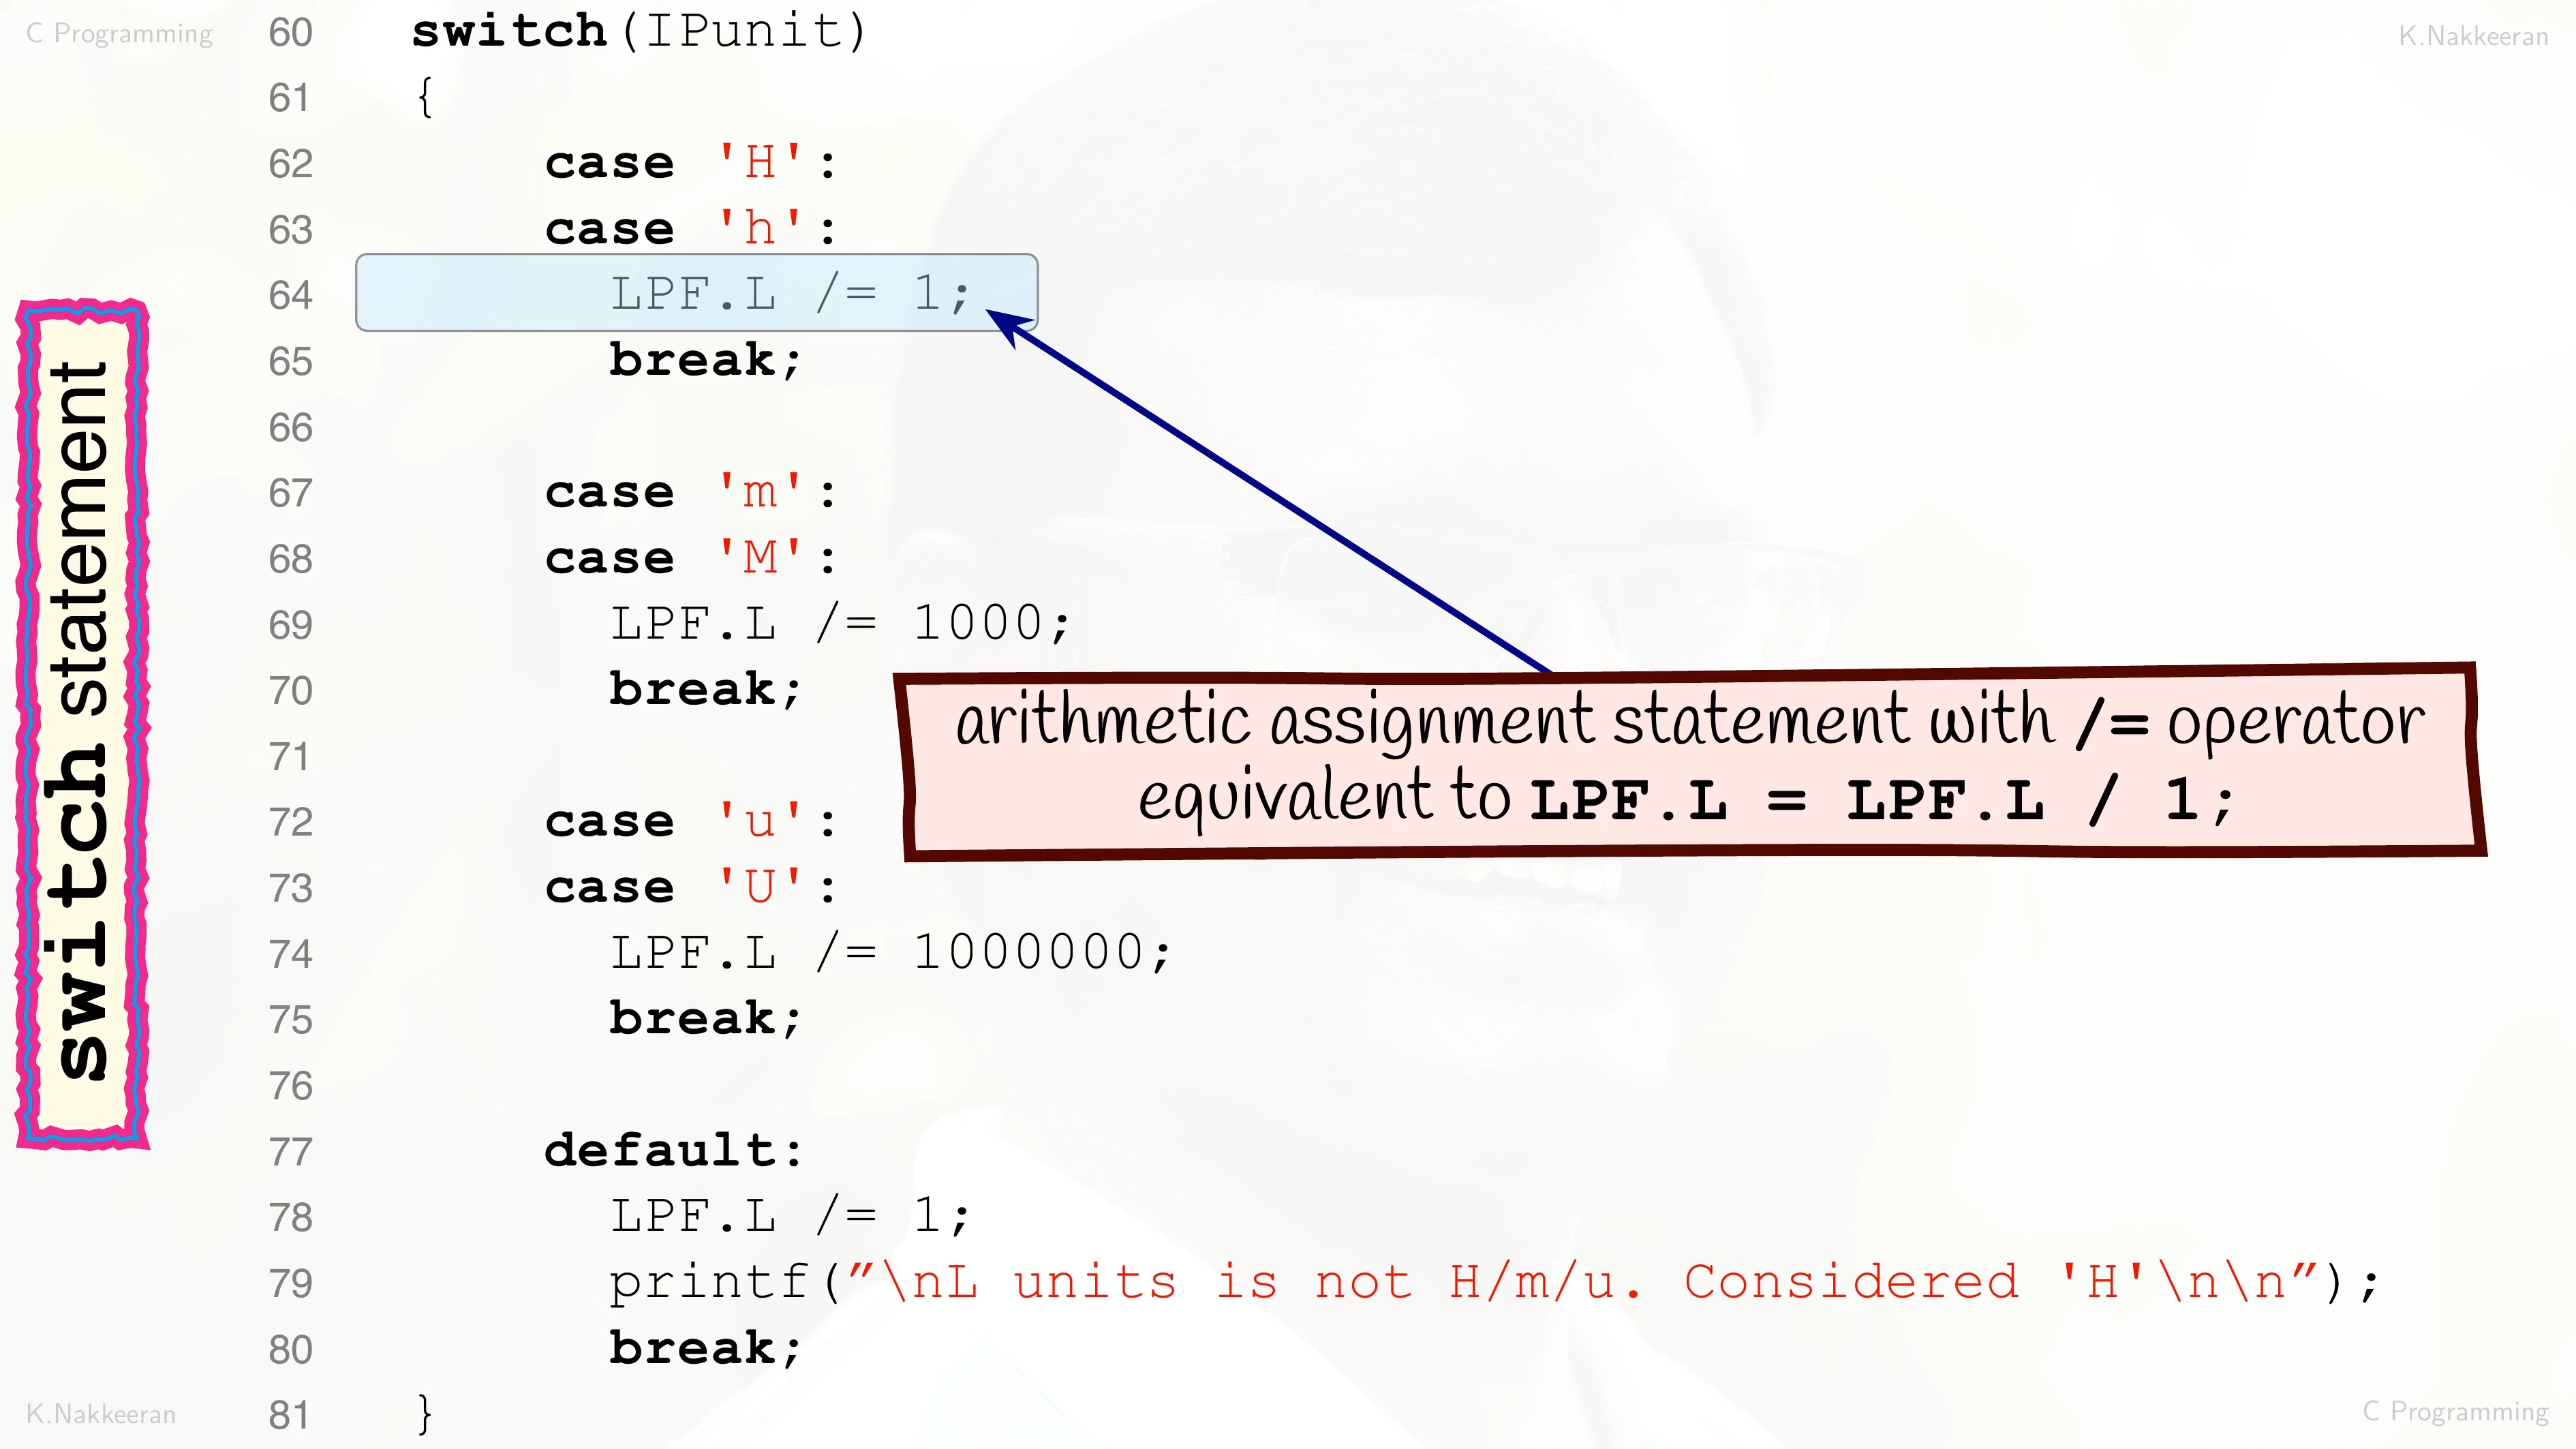 C Programming
K.Nakkeeran
switch statement
60 switch(IPunit)
61 {
62 case 'H':
63 case 'h':
64 LPF.L /= 1;
65 break;
66
67 case 'm':
68 case 'M':
69 LPF.L /= 1000;
70 break;
71
arithmetic assignment statement with /= operator
equivalent to LPF.L = LPF.L / 1;
72 case 'u':
73 case 'U':
74 LPF.L /= 1000000;
75 break;
76
77 default:
78 LPF.L /= 1;
79 printf("\nL units is not H/m/u. Considered 'H'\n\n");
80 break;
81 }
K.Nakkeeran
C Programming